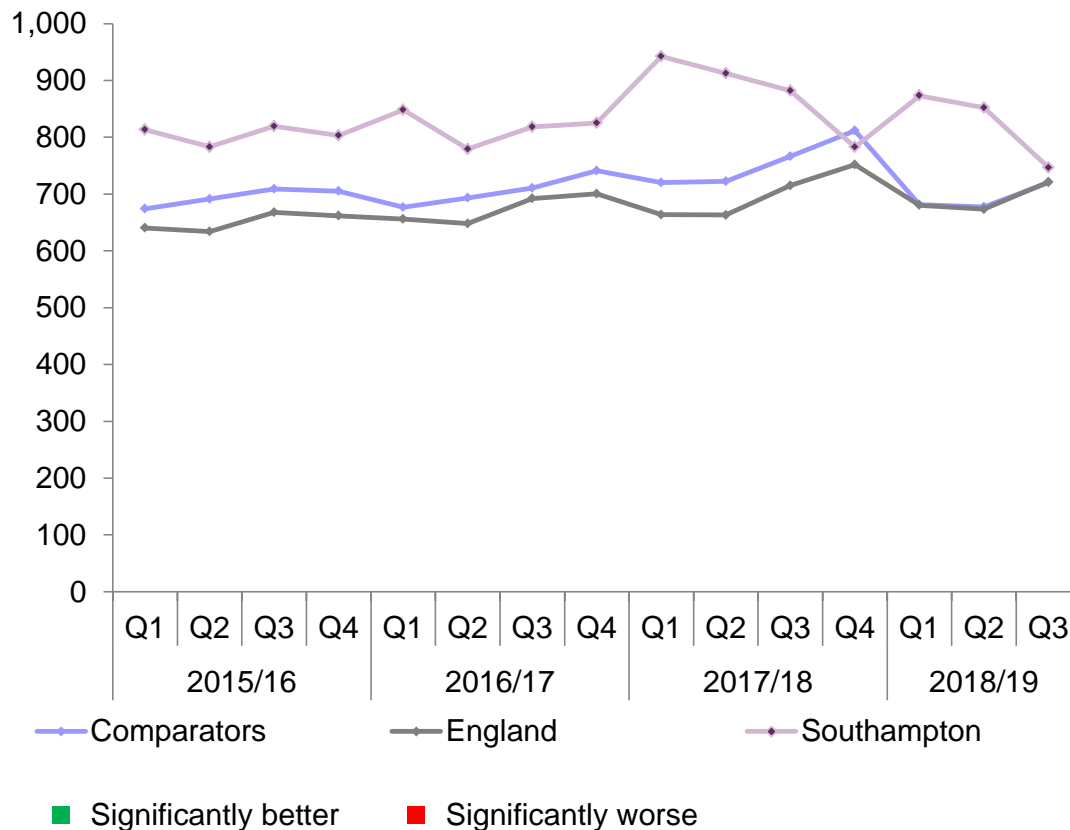 1,000
900
800
700
600
500
400
300
200
100
0
Q1 Q2 Q3 Q4 Q1 Q2 Q3 Q4 Q1 Q2 Q3 Q4 Q1 Q2 Q3
2015/16 2016/17 2017/18 2018/19
Comparators England Southampton
Significantly better Significantly worse